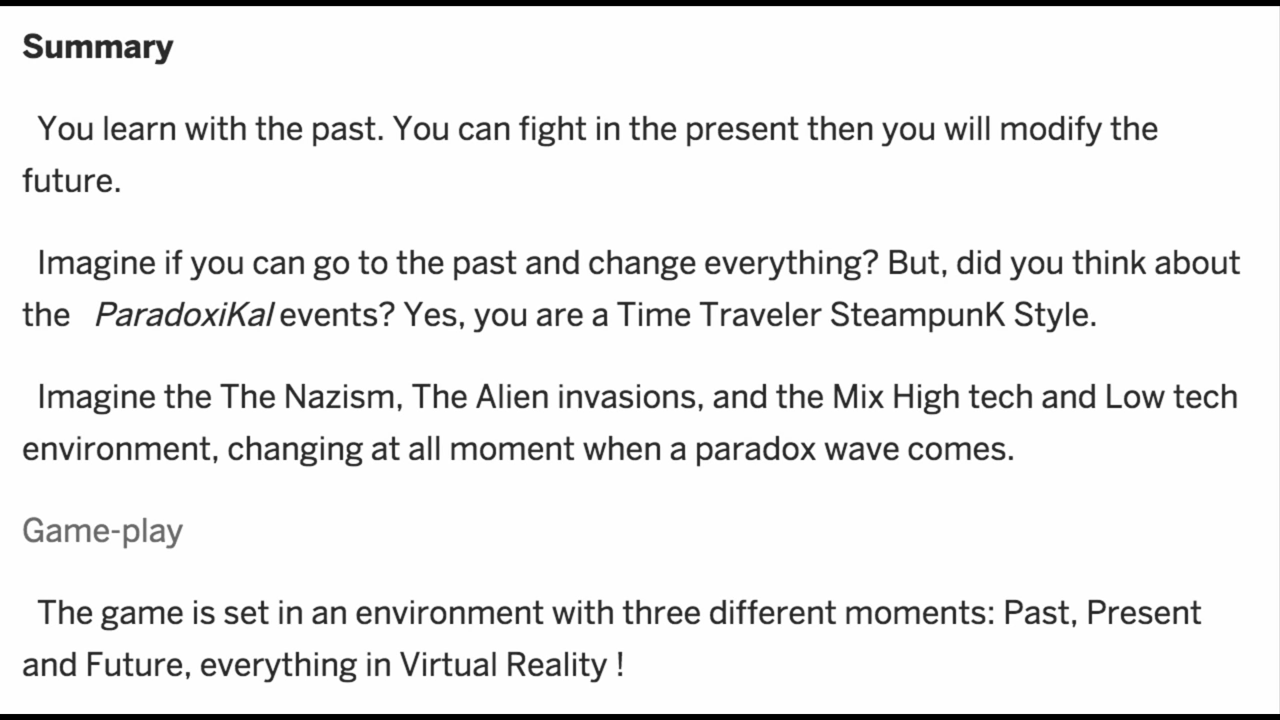 Summary
You learn with the past. You can fight in the present then you will modify the
future.
Imagine if you can go to the past and change everything? But, did you think about
the ParadoxiKal events? Yes, you are a Time Traveler SteampunK Style.
Imagine the The Nazism, The Alien invasions, and the Mix High tech and Low tech
environment, changing at all moment when a paradox wave comes.
Game-play
The game is set in an environment with three different moments: Past, Present
and Future, everything in Virtual Reality !